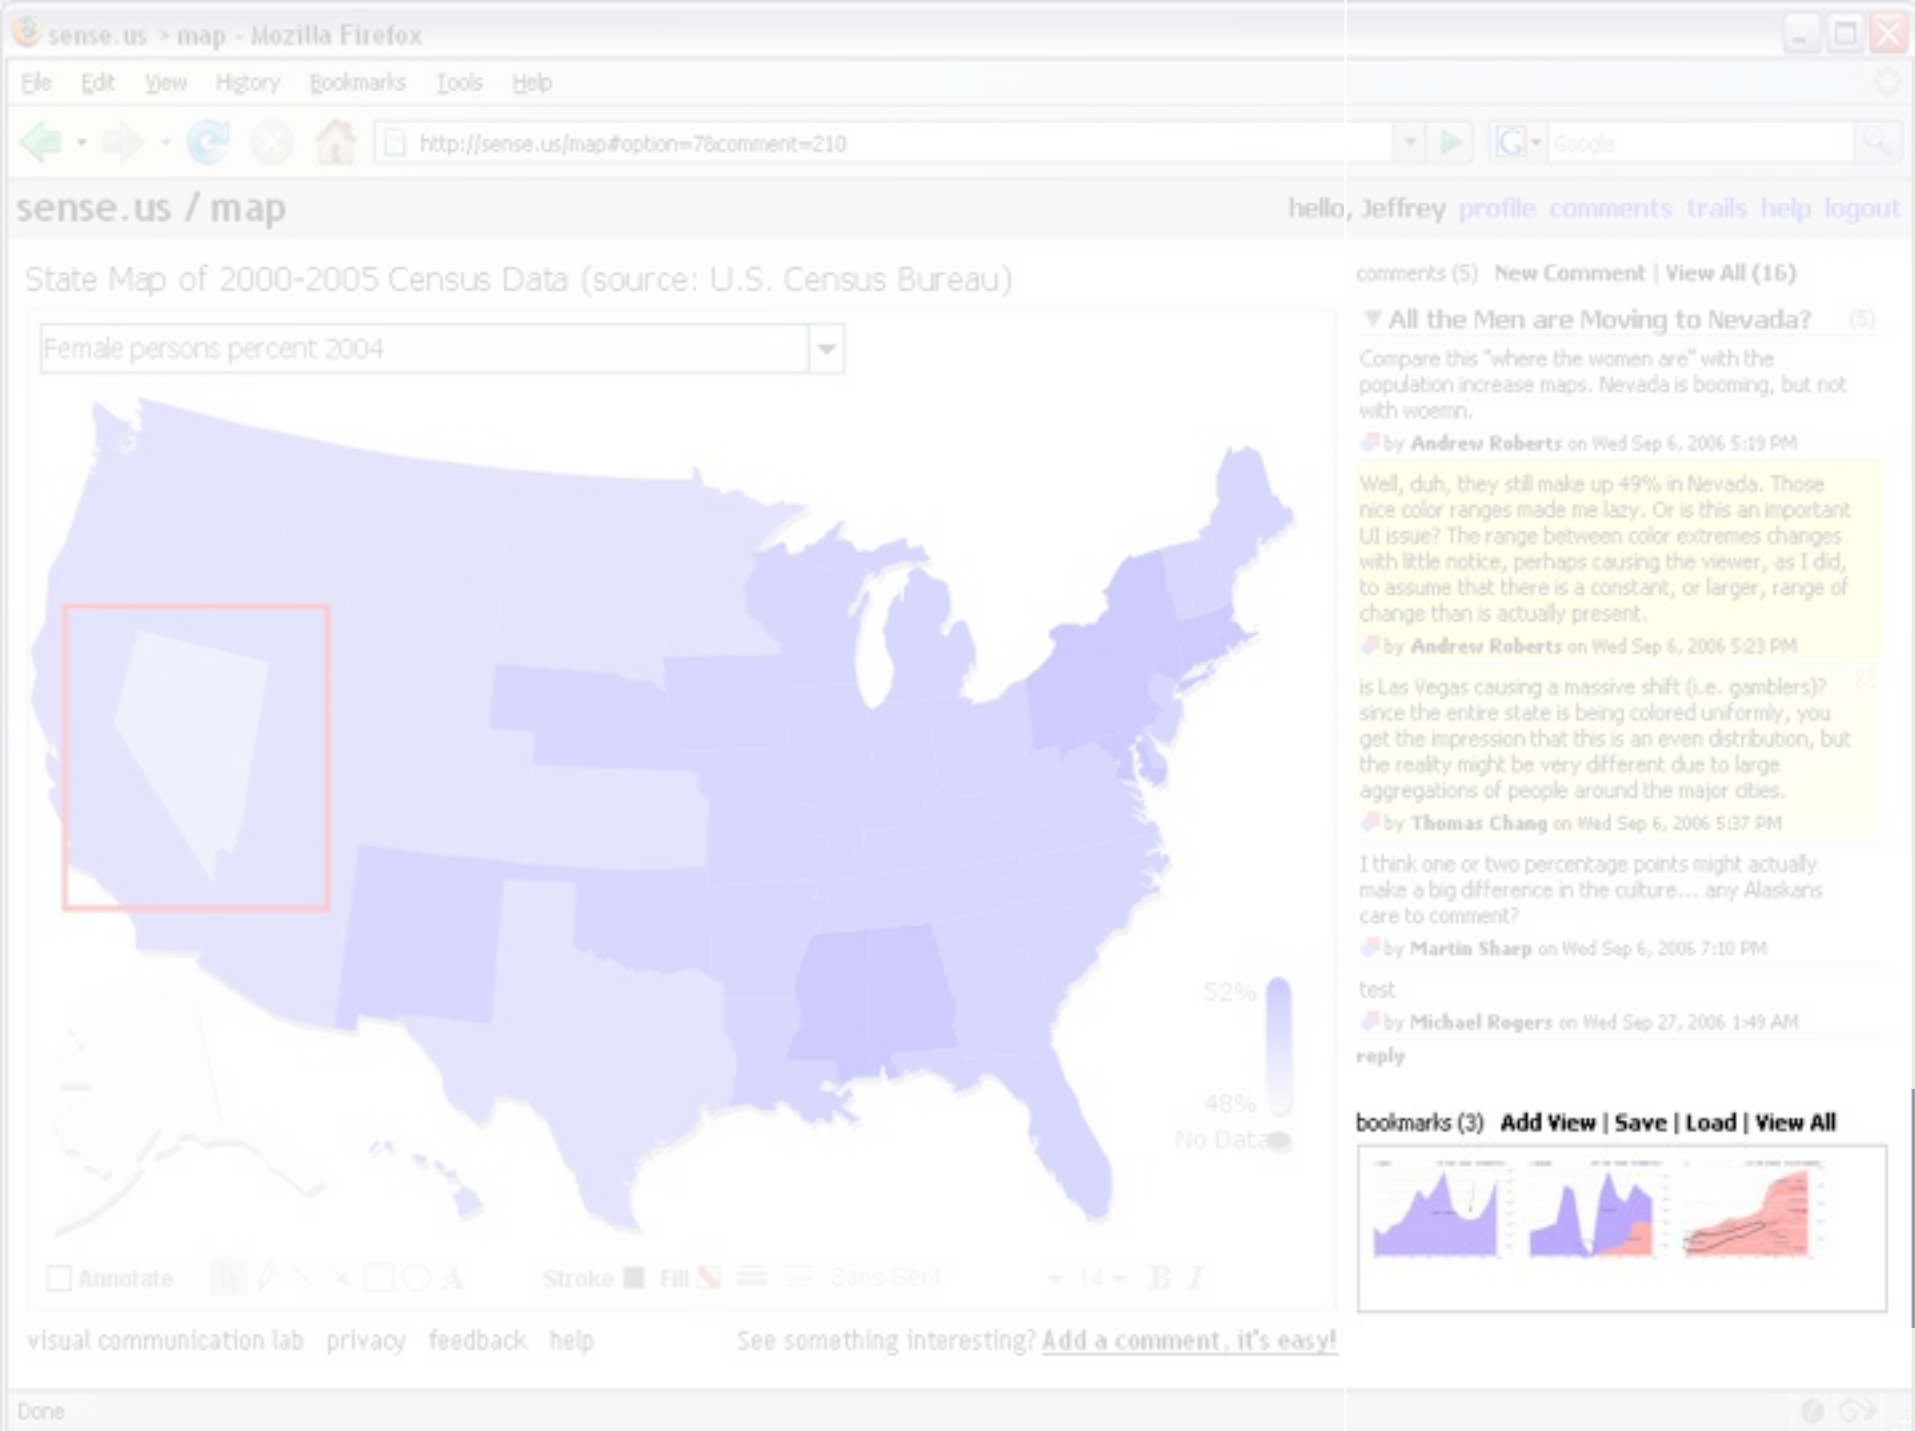 sense.us > map - Mozilla Firefox
File Edit View History Bookmarks Tools Help
http://sense.us/map#option=7&comment=210
Google
sense.us / map
hello, Jeffrey profile comments trails help logout
State Map of 2000-2005 Census Data (source: U.S. Census Bureau)
Female persons percent 2004
52%
48%
No Data
Annotate A Stroke Fill Sans-Serif 14 B I
visual communication lab privacy feedback help
See something interesting? Add a comment, it's easy!
comments (5) New Comment | View All (16)
All the Men are Moving to Nevada? (5)
Compare this "where the women are" with the
population increase maps. Nevada is booming, but not
with woemn.
by Andrew Roberts on Wed Sep 6, 2006 5:19 PM
Well, duh, they still make up 49% in Nevada. Those
nice color ranges made me lazy. Or is this an important
UI issue? The range between color extremes changes
with little notice, perhaps causing the viewer, as I did,
to assume that there is a constant, or larger, range of
change than is actually present.
by Andrew Roberts on Wed Sep 6, 2006 5:23 PM
is Las Vegas causing a massive shift (i.e. gamblers)?
since the entire state is being colored uniformly, you
get the impression that this is an even distribution, but
the reality might be very different due to large
aggregations of people around the major cities.
by Thomas Chang on Wed Sep 6, 2006 5:37 PM
I think one or two percentage points might actually
make a big difference in the culture... any Alaskans
care to comment?
by Martin Sharp on Wed Sep 6, 2006 7:10 PM
test
by Michael Rogers on Wed Sep 27, 2006 1:49 AM
reply
bookmarks (3) Add View | Save | Load | View All
Done